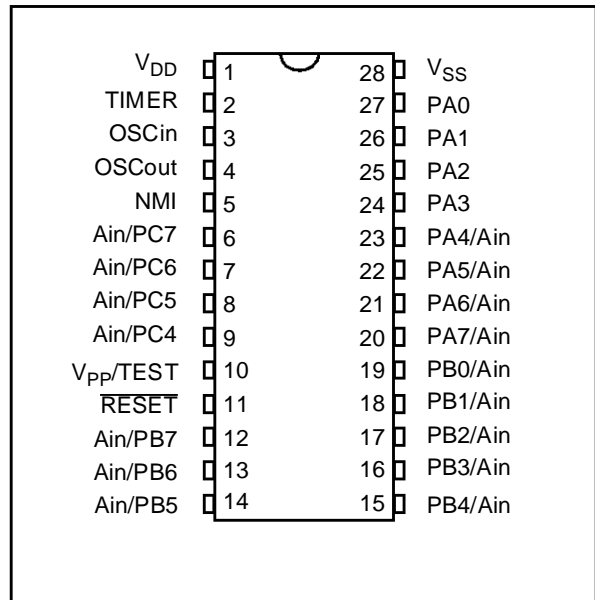 V_DD 1 28 V_SS
TIMER 2 27 PA0
OSCin 3 26 PA1
OSCout 4 25 PA2
NMI 5 24 PA3
Ain/PC7 6 23 PA4/Ain
Ain/PC6 7 22 PA5/Ain
Ain/PC5 8 21 PA6/Ain
Ain/PC4 9 20 PA7/Ain
V_PP/TEST 10 19 PB0/Ain
RESET 11 18 PB1/Ain
Ain/PB7 12 17 PB2/Ain
Ain/PB6 13 16 PB3/Ain
Ain/PB5 14 15 PB4/Ain